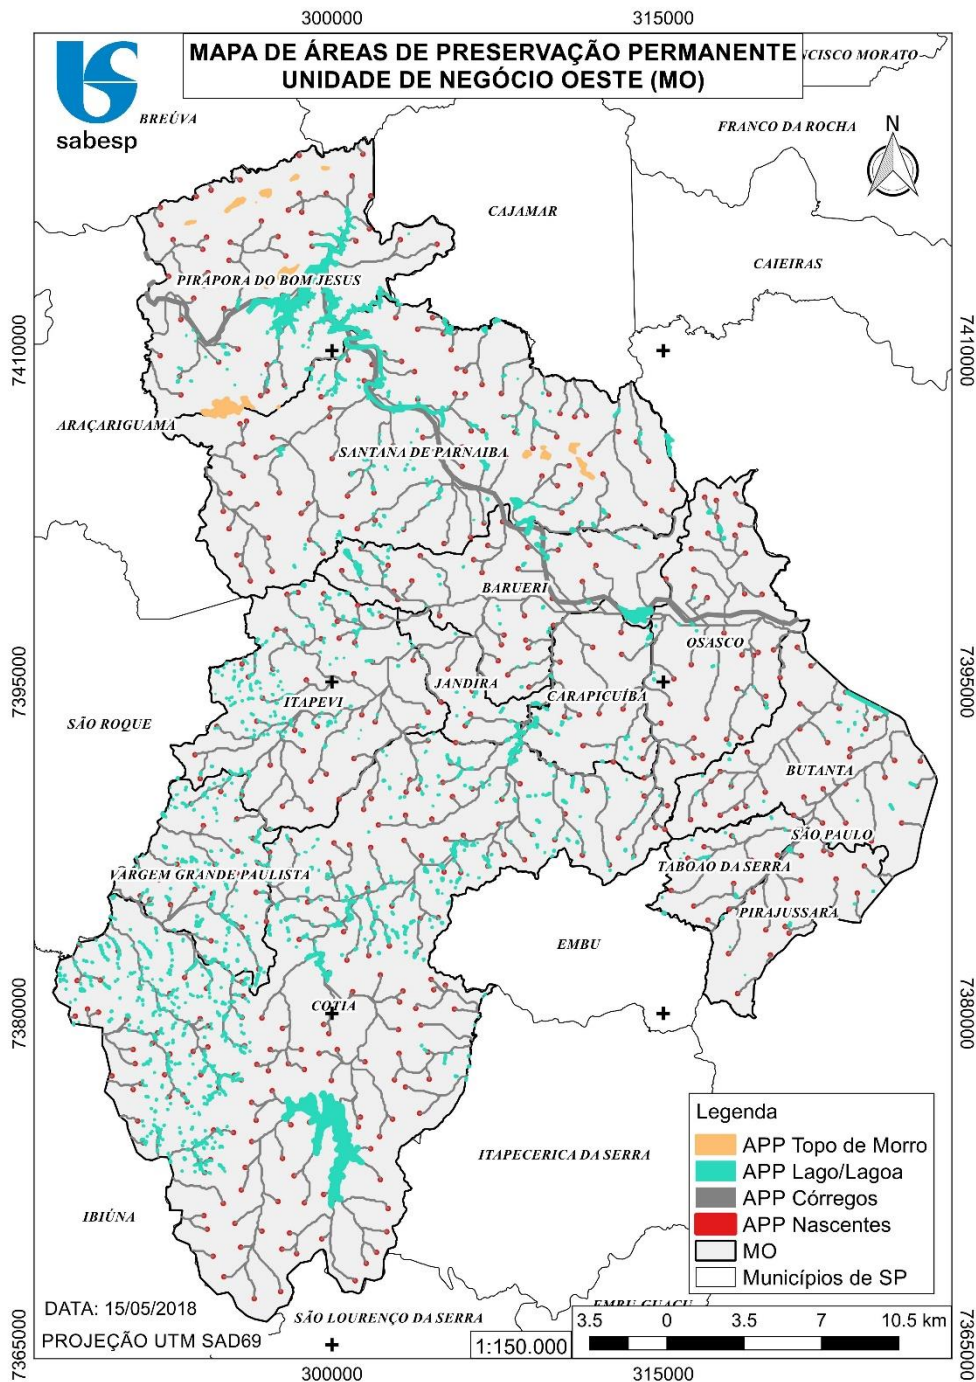 300000
315000
MAPA DE ÁREAS DE PRESERVAÇÃO PERMANENTE
UNIDADE DE NEGÓCIO OESTE (MO)
NCISCO MORATO
sabesp
BREÚVA
FRANCO DA ROCHA
N
CAJAMAR
CAIEIRAS
PIRAPORA DO BOM JESUS
7410000
7410000
ARAÇARIGUAMA
SANTANA DE PARNAIBA
BARUERI
OSASCO
7395000
7395000
JANDIRA
ITAPEVI
CARAPICUÍBA
SÃO ROQUE
BUTANTA
SÃO PAULO
TABOAO DA SERRA
VARGEM GRANDE PAULISTA
PIRAJUSSARA
EMBU
7380000
COTIA
7380000
Legenda
APP Topo de Morro
APP Lago/Lagoa
APP Córregos
APP Nascentes
MO
Municípios de SP
ITAPECERICA DA SERRA
IBIÚNA
EMBU GUAÇU
DATA: 15/05/2018
SÃO LOURENÇO DA SERRA
3.5 0 3.5 7 10.5 km
PROJEÇÃO UTM SAD69
1:150.000
7365000
7365000
300000
315000